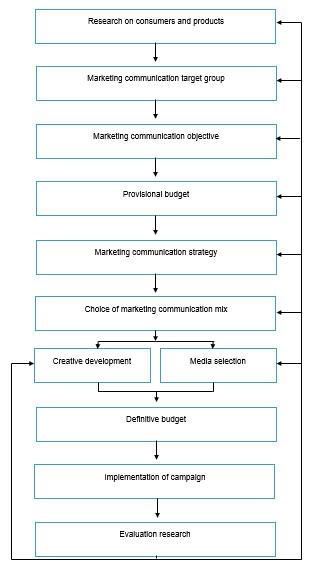 Research on consumers and products
Marketing communication target group
Marketing communication objective
Provisional budget
Marketing communication strategy
Choice of marketing communication mix
Creative development
Media selection
Definitive budget
Implementation of campaign
Evaluation research